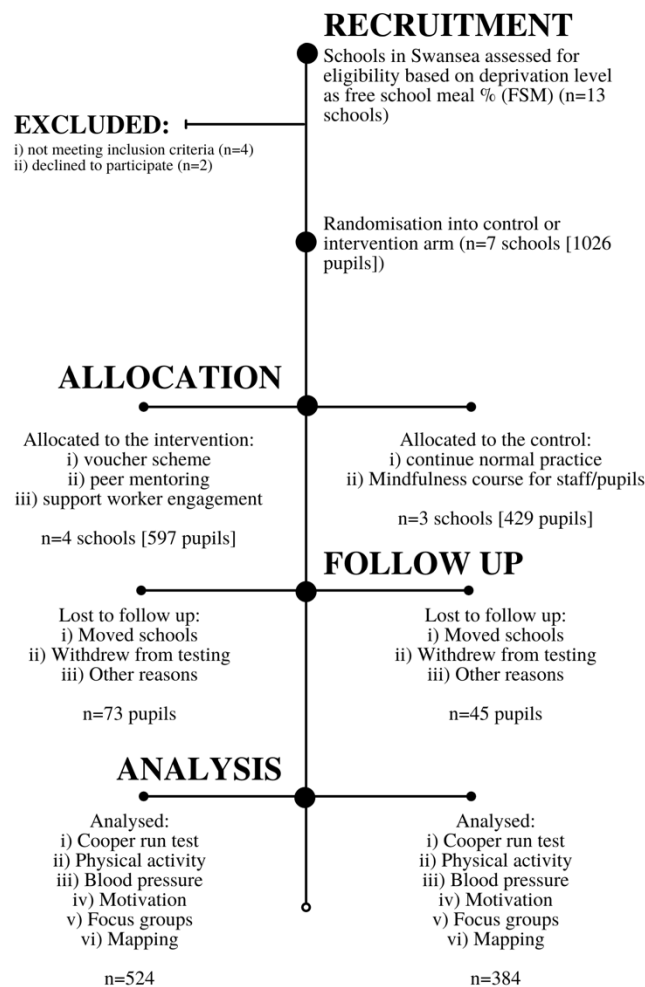 RECRUITMENT
Schools in Swansea assessed for
eligibility based on deprivation level
as free school meal % (FSM) (n=13
schools)
EXCLUDED:
i) not meeting inclusion criteria (n=4)
ii) declined to participate (n=2)
Randomisation into control or
intervention arm (n=7 schools [1026
pupils])
ALLOCATION
Allocated to the intervention:
i) voucher scheme
ii) peer mentoring
iii) support worker engagement
n=4 schools [597 pupils]
Allocated to the control:
i) continue normal practice
ii) Mindfulness course for staff/pupils
n=3 schools [429 pupils]
FOLLOW UP
Lost to follow up:
i) Moved schools
ii) Withdrew from testing
iii) Other reasons
n=73 pupils
Lost to follow up:
i) Moved schools
ii) Withdrew from testing
iii) Other reasons
n=45 pupils
ANALYSIS
Analysed:
i) Cooper run test
ii) Physical activity
iii) Blood pressure
iv) Motivation
v) Focus groups
vi) Mapping
n=524
Analysed:
i) Cooper run test
ii) Physical activity
iii) Blood pressure
iv) Motivation
v) Focus groups
vi) Mapping
n=384